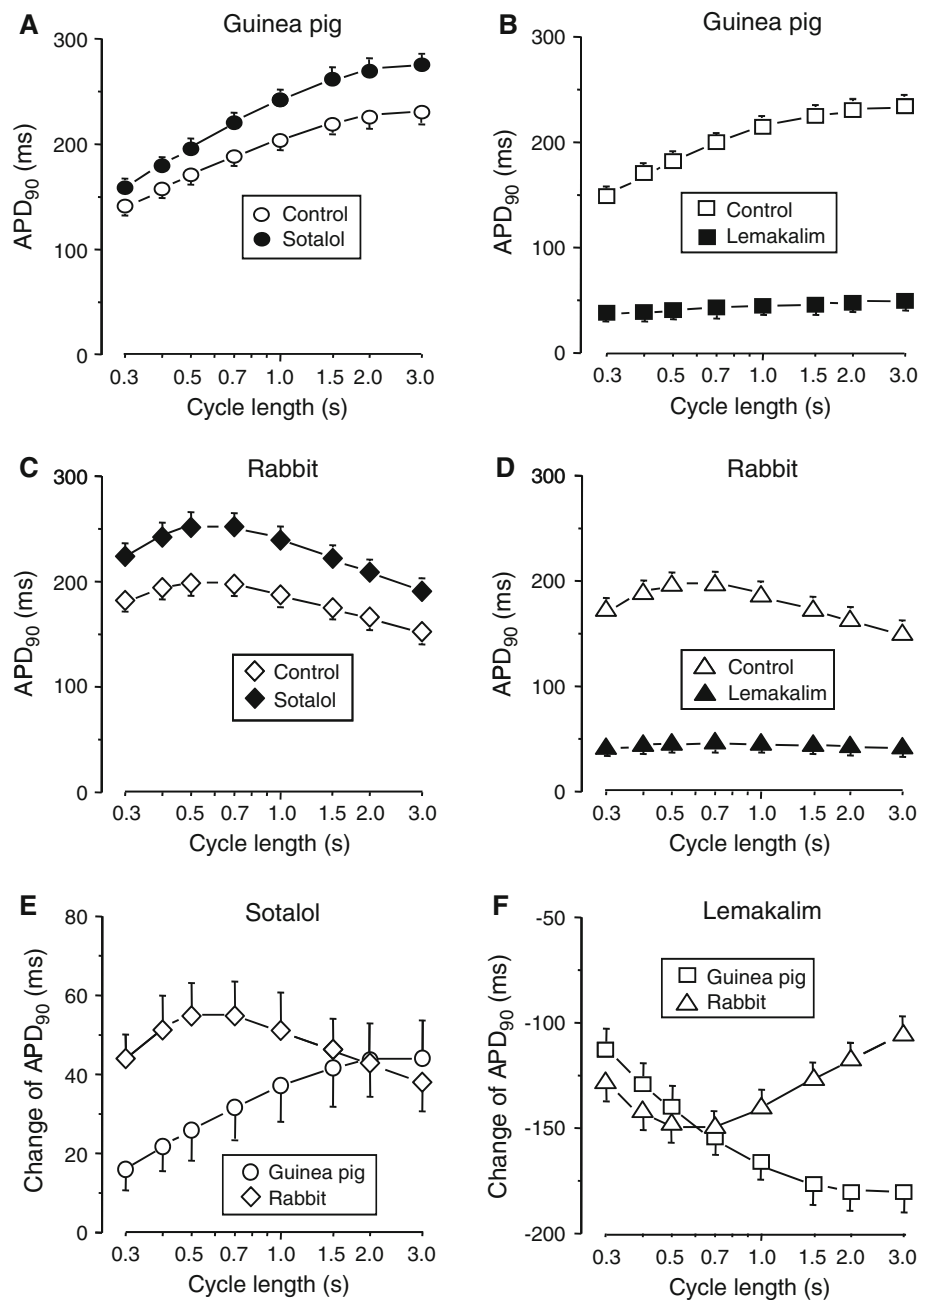 A Guinea pig
300
200
100
0
APD90 (ms)
Control
Sotalol
0.3 0.5 0.7 1.0 1.5 2.0 3.0
Cycle length (s)
B Guinea pig
300
200
100
0
APD90 (ms)
Control
Lemakalim
0.3 0.5 0.7 1.0 1.5 2.0 3.0
Cycle length (s)
C Rabbit
300
200
100
0
APD90 (ms)
Control
Sotalol
0.3 0.5 0.7 1.0 1.5 2.0 3.0
Cycle length (s)
D Rabbit
300
200
100
0
APD90 (ms)
Control
Lemakalim
0.3 0.5 0.7 1.0 1.5 2.0 3.0
Cycle length (s)
E Sotalol
80
60
40
20
0
Change of APD90 (ms)
Guinea pig
Rabbit
0.3 0.5 0.7 1.0 1.5 2.0 3.0
Cycle length (s)
F Lemakalim
-50
-100
-150
-200
Change of APD90 (ms)
Guinea pig
Rabbit
0.3 0.5 0.7 1.0 1.5 2.0 3.0
Cycle length (s)